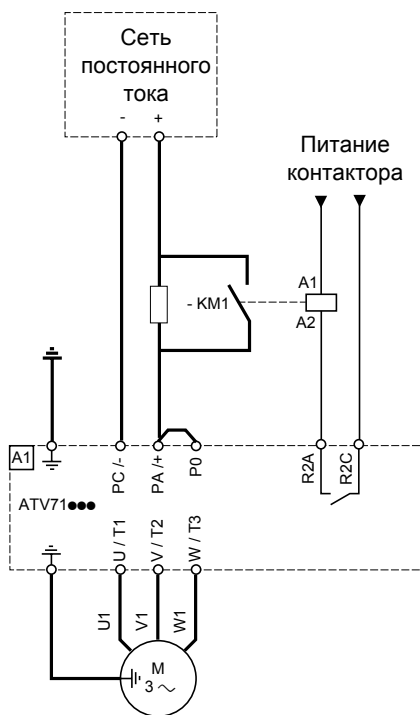 Сеть
постоянного
тока
- +
Питание
контактора
A1
- KM1
A2
A1
PC /-
PA /+
P0
R2A
R2C
ATV71●●●
U / T1
V / T2
W / T3
U1
V1
W1
M
3 ~